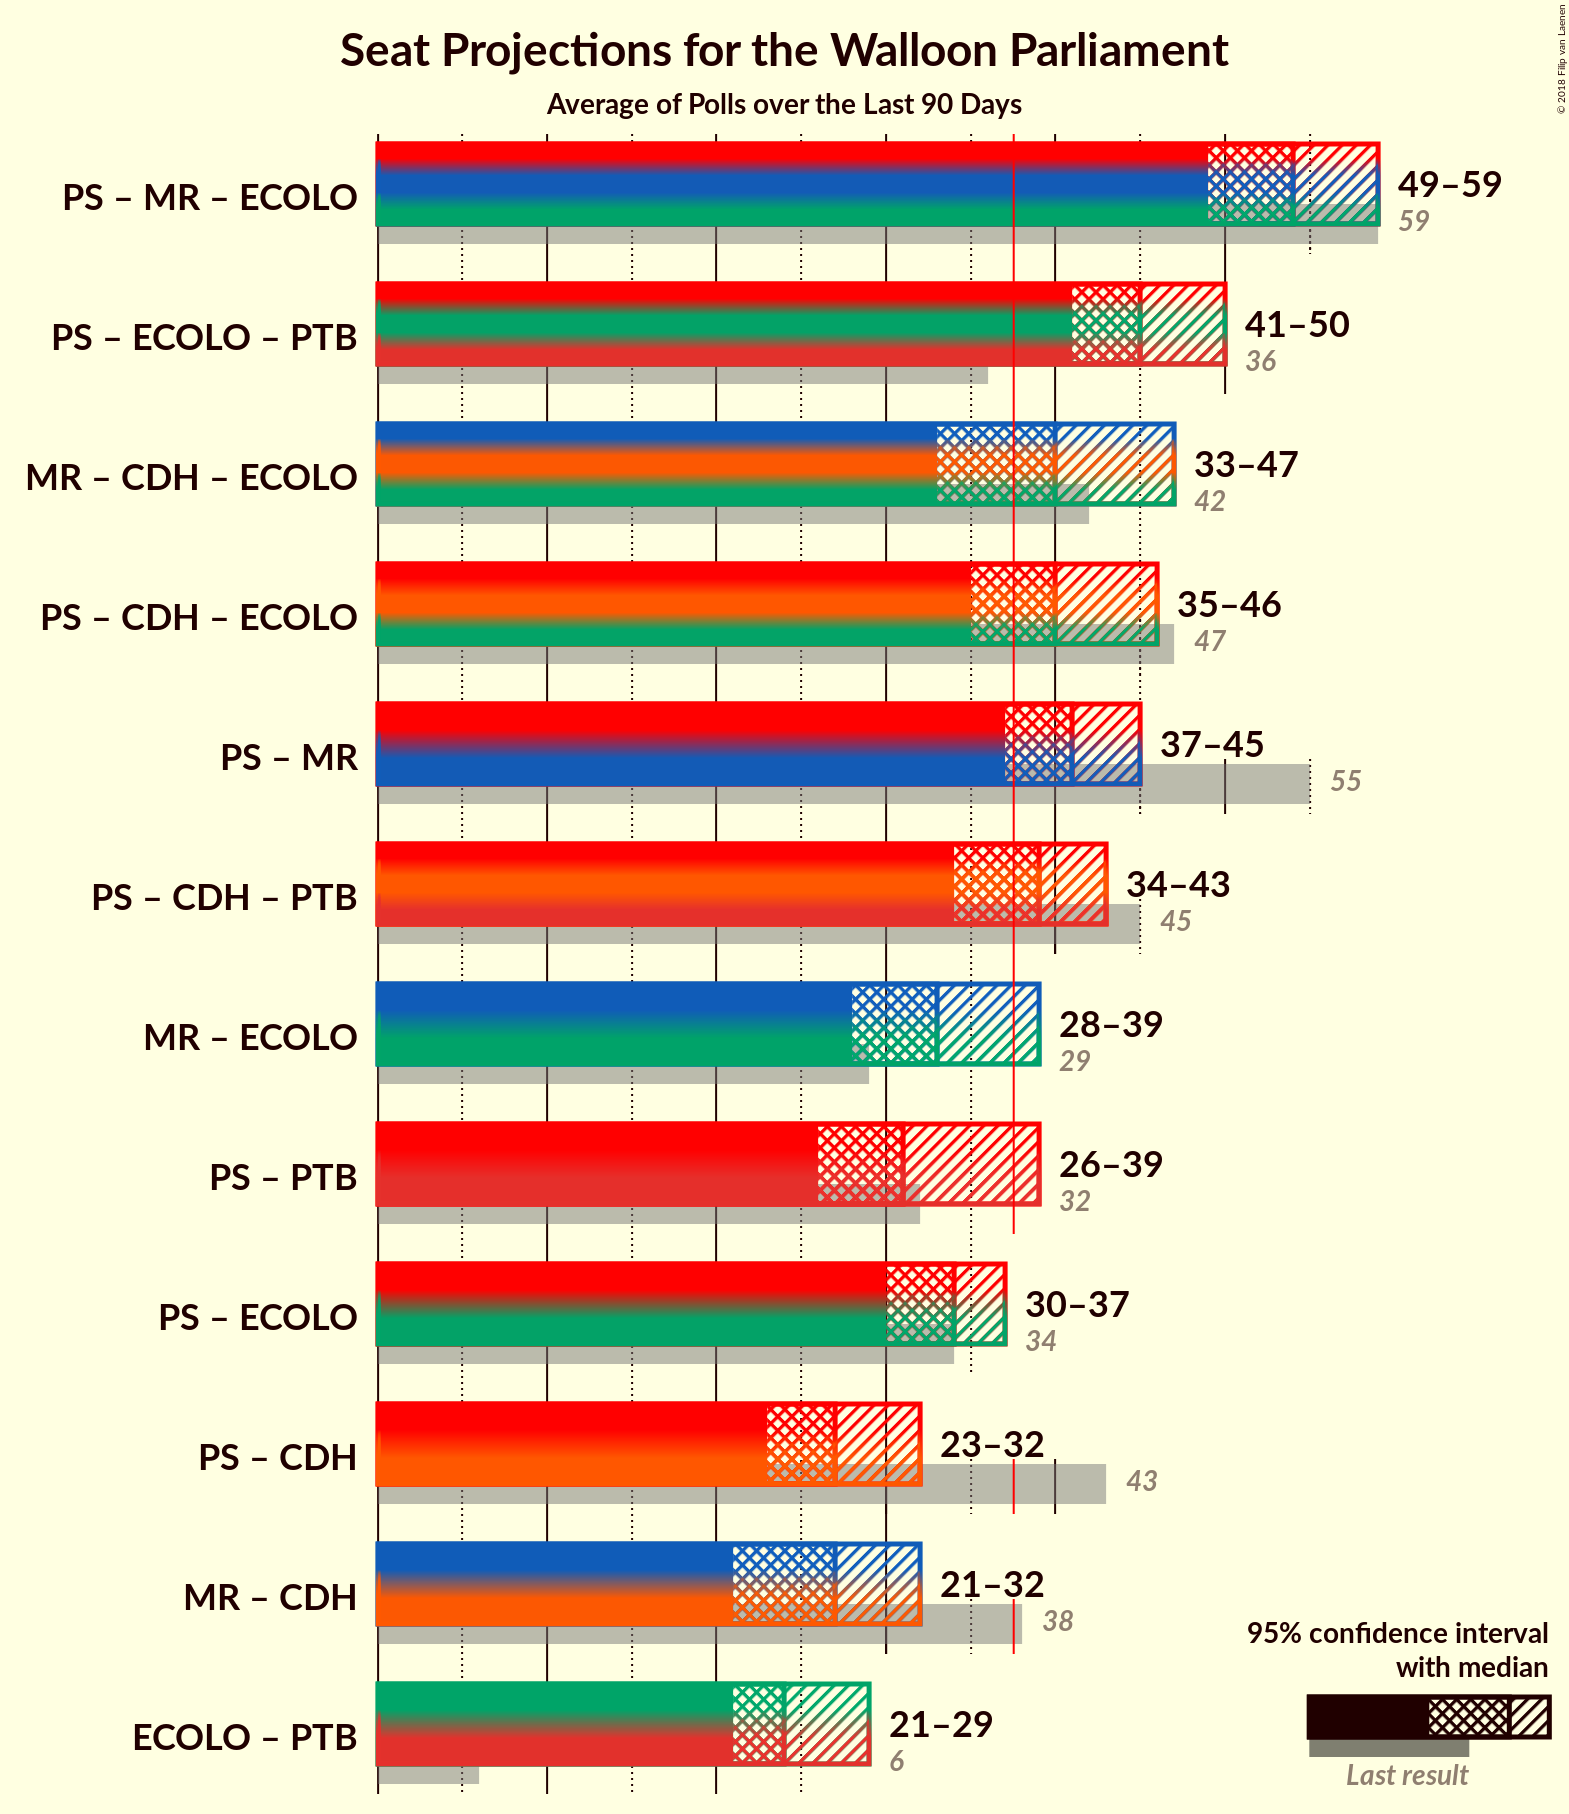 Seat Projections for the Walloon Parliament
Average of Polls over the Last 90 Days
© 2018 Filip van Laenen
PS – MR – ECOLO
49–59
59
PS – ECOLO – PTB
41–50
36
MR – CDH – ECOLO
33–47
42
PS – CDH – ECOLO
35–46
47
PS – MR
37–45
55
PS – CDH – PTB
34–43
45
MR – ECOLO
28–39
29
PS – PTB
26–39
32
PS – ECOLO
30–37
34
PS – CDH
23–32
43
MR – CDH
21–32
38
ECOLO – PTB
21–29
6
95% confidence interval
with median
Last result